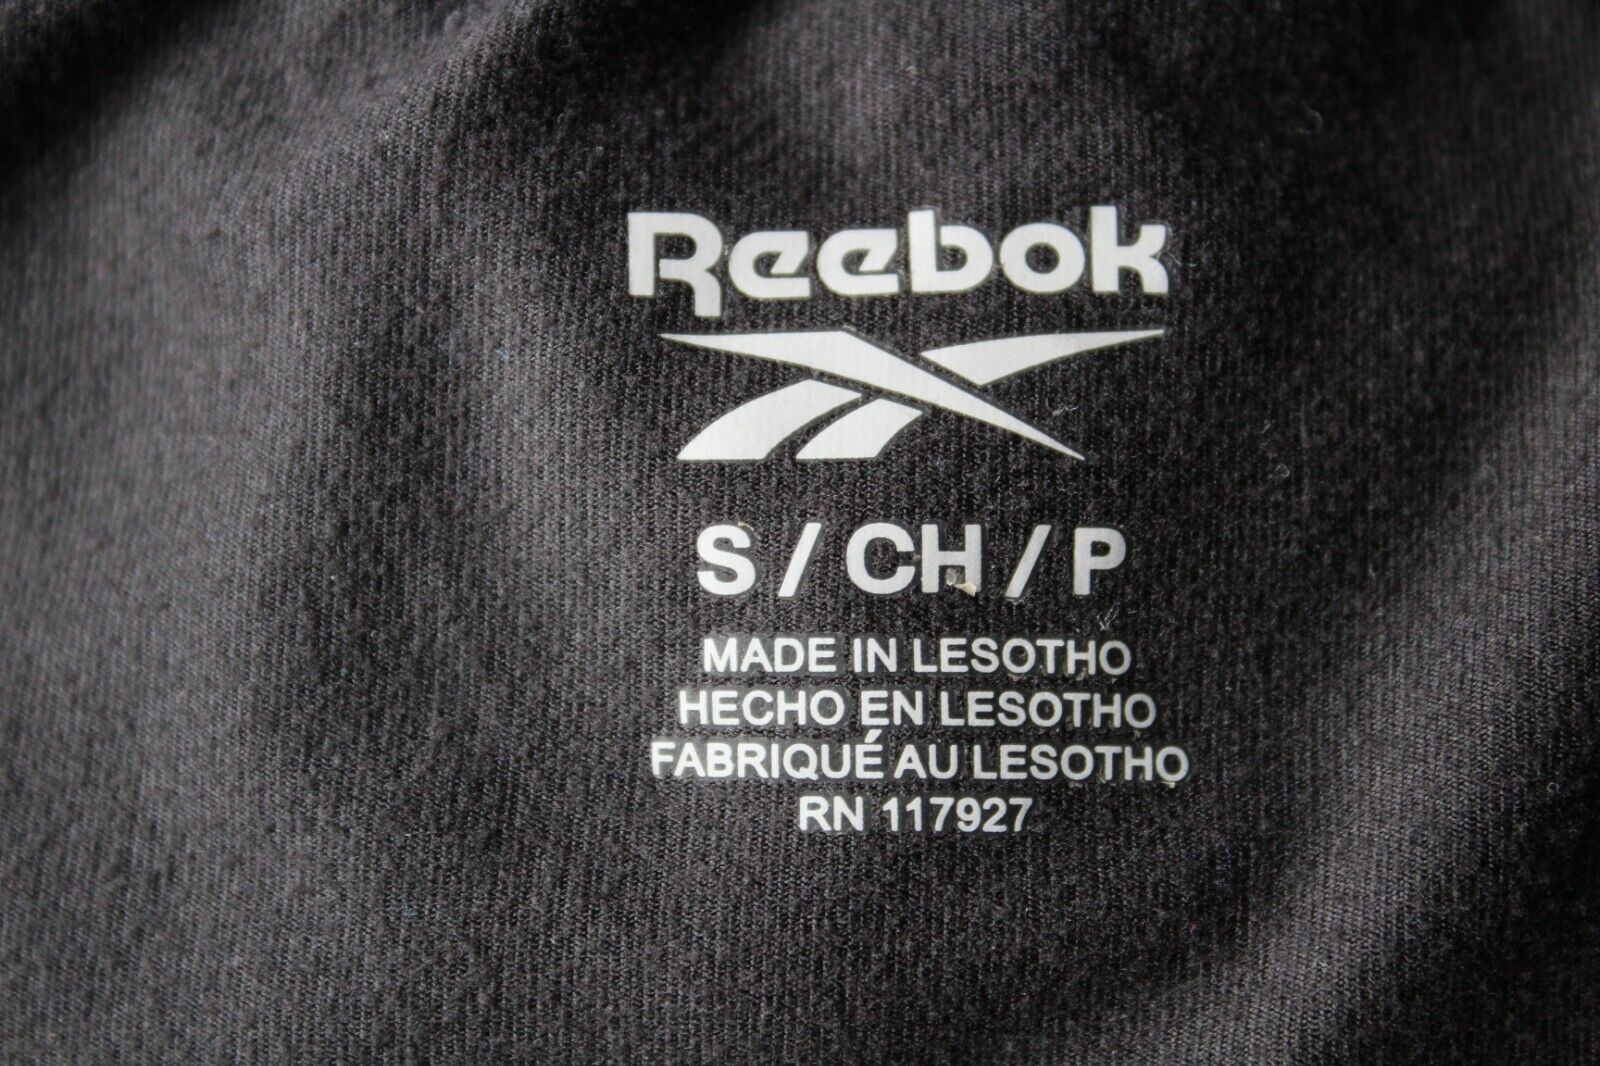 Reebok
S / CH / P
MADE IN LESOTHO
HECHO EN LESOTHO
FABRIQUÉ AU LESOTHO
RN 117927